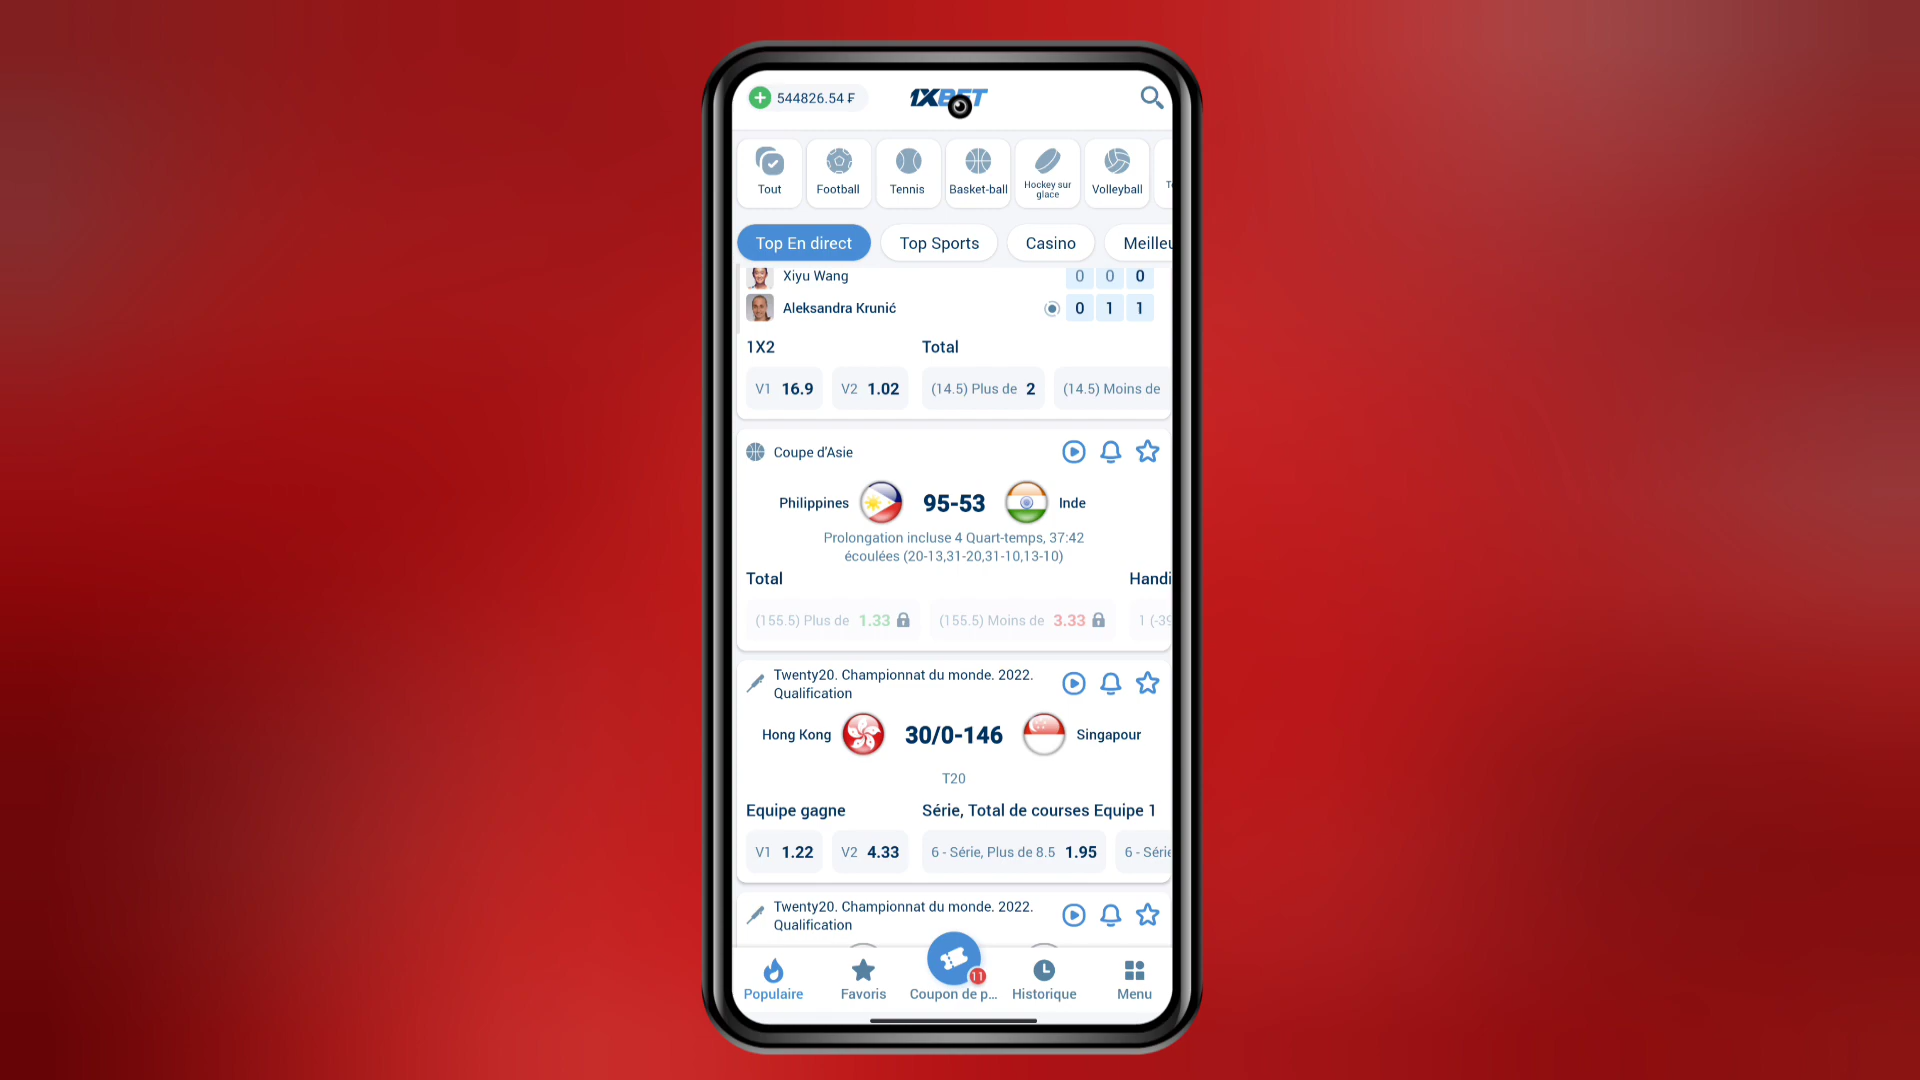 544826.54 ₣
1XBET
Tout
Football
Tennis
Basket-ball
Hockey sur
glace
Volleyball
Top En direct
Top Sports
Casino
Meilleu
Xiyu Wang 0 0 0
Aleksandra Krunić 0 1 1
1X2 Total
V1 16.9 V2 1.02 (14.5) Plus de 2 (14.5) Moins de
Coupe d'Asie
Philippines 95-53 Inde
Prolongation incluse 4 Quart-temps, 37:42
écoulées (20-13,31-20,31-10,13-10)
Total Handi
(155.5) Plus de 1.33 (155.5) Moins de 3.33 1 (-39
Twenty20. Championnat du monde. 2022.
Qualification
Hong Kong 30/0-146 Singapour
T20
Equipe gagne Série, Total de courses Equipe 1
V1 1.22 V2 4.33 6 - Série, Plus de 8.5 1.95 6 - Série
Twenty20. Championnat du monde. 2022.
Qualification
11
Populaire Favoris Coupon de p... Historique Menu